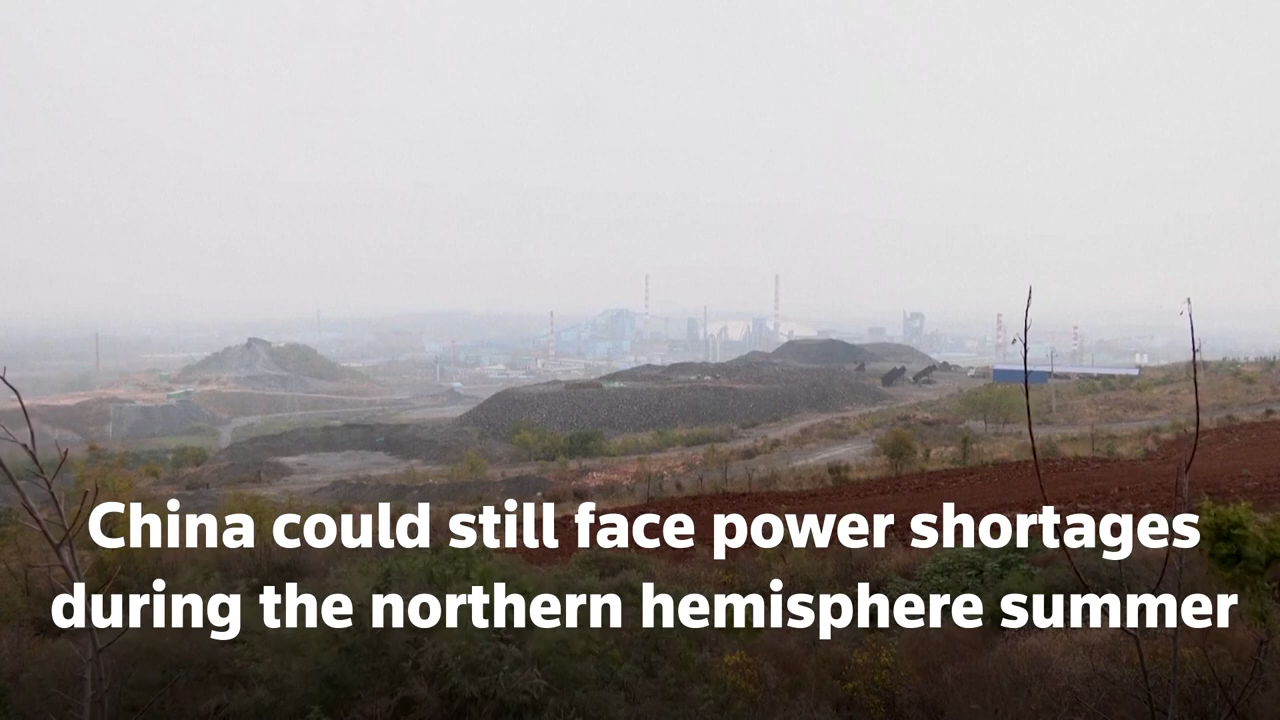 China could still face power shortages
during the northern hemisphere summer